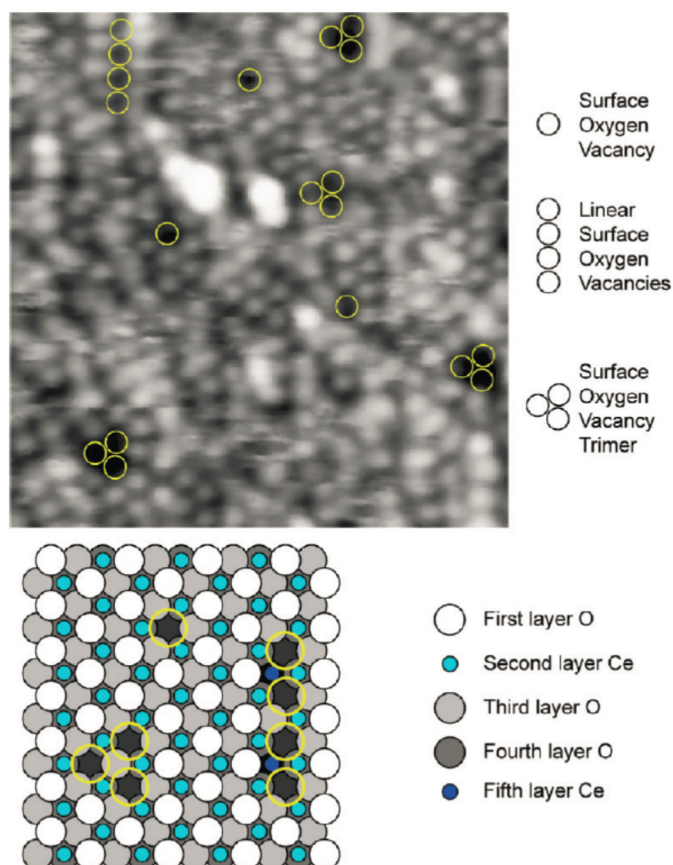 Surface
Oxygen
Vacancy
Linear
Surface
Oxygen
Vacancies
Surface
Oxygen
Vacancy
Trimer
First layer O
Second layer Ce
Third layer O
Fourth layer O
Fifth layer Ce